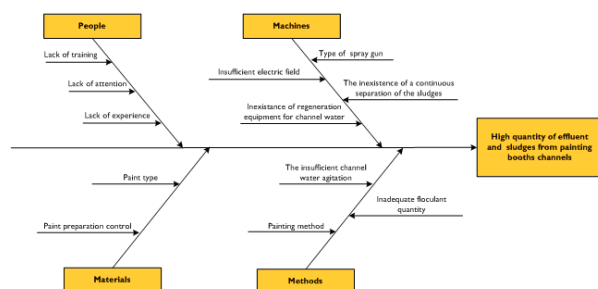 People
Machines
Lack of training
Lack of attention
Lack of experience
Type of spray gun
Insufficient electric field
The inexistence of a continuous
separation of the sludges
Inexistance of regeneration
equipment for channel water
High quantity of effluent
and sludges from painting
booths channels
Paint type
Paint preparation control
The insufficient channel
water agitation
Inadequate floculant
quantity
Painting method
Materials
Methods